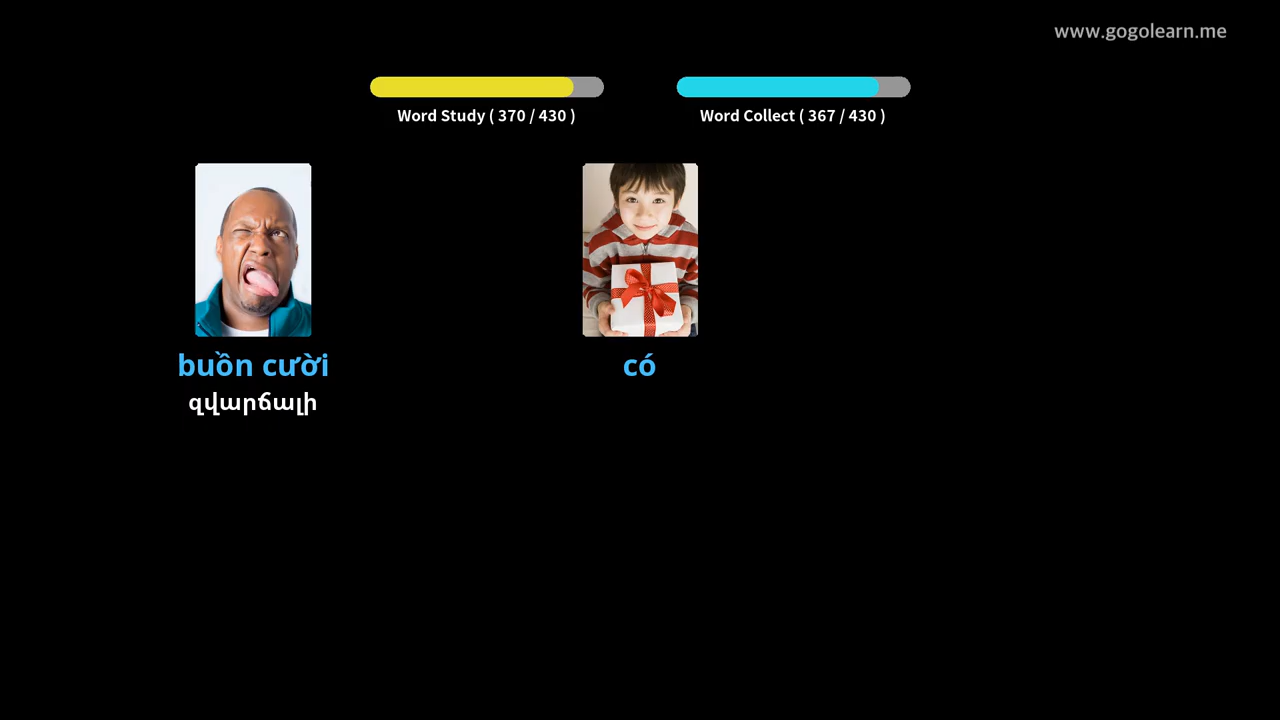 www.gogolearn.me
Word Study ( 370 / 430 )
Word Collect ( 367 / 430 )
buồn cười
có
զվարճալի